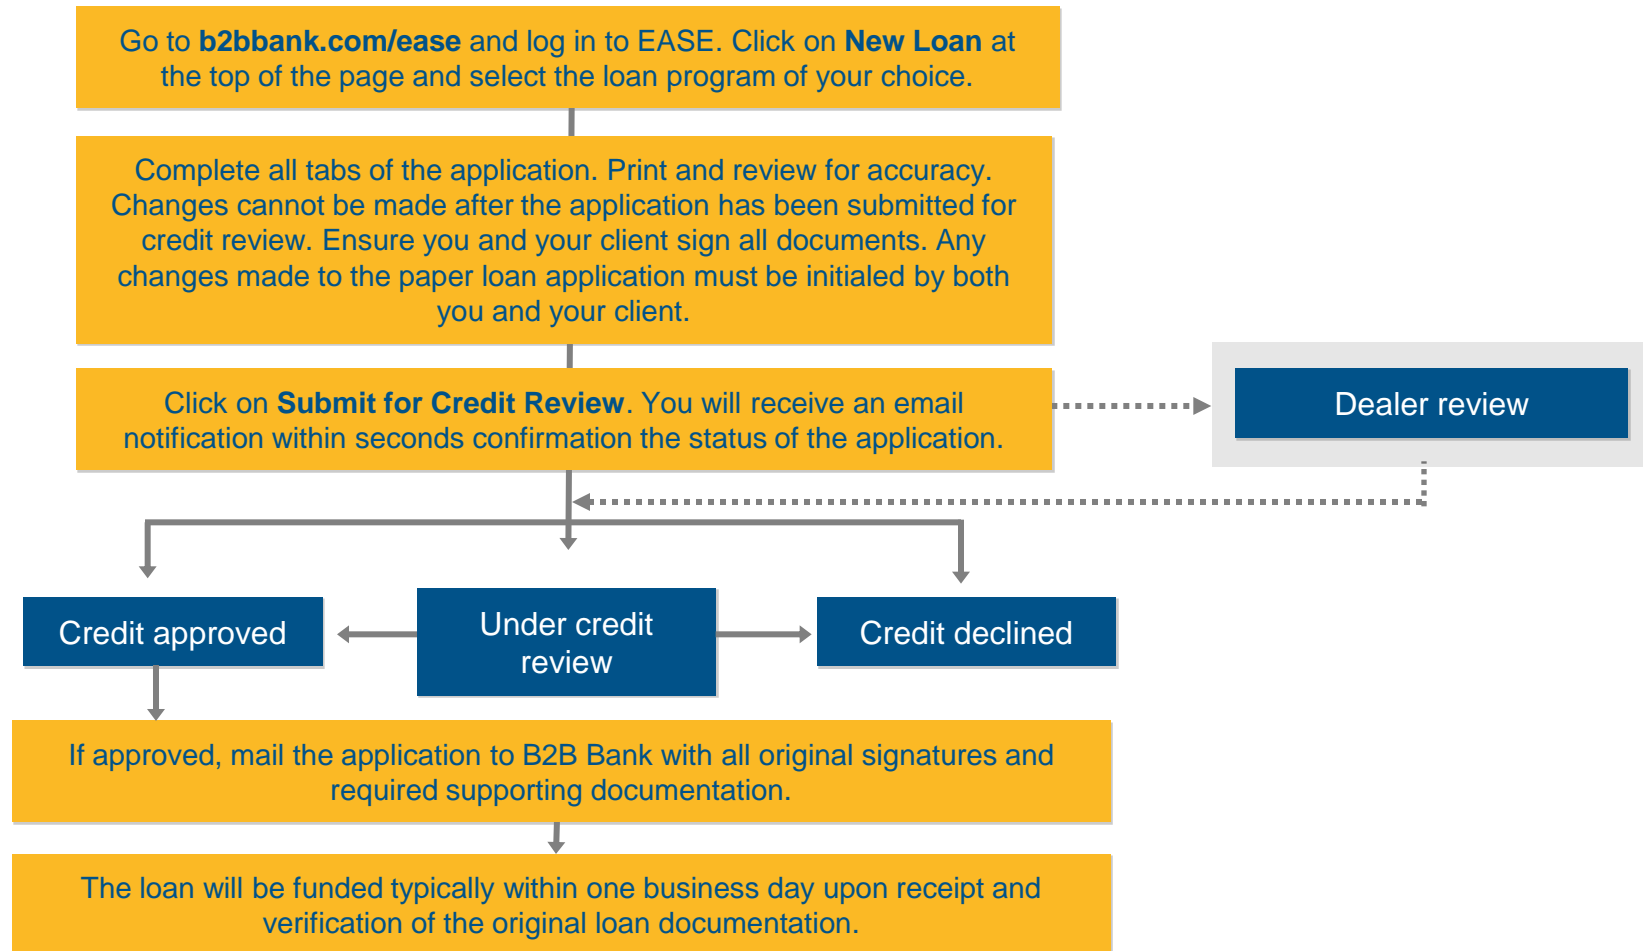 Go to b2bbank.com/ease and log in to EASE. Click on New Loan at
the top of the page and select the loan program of your choice.
Complete all tabs of the application. Print and review for accuracy.
Changes cannot be made after the application has been submitted for
credit review. Ensure you and your client sign all documents. Any
changes made to the paper loan application must be initialed by both
you and your client.
Click on Submit for Credit Review. You will receive an email
notification within seconds confirmation the status of the application.
Dealer review
Credit approved
Under credit
review
Credit declined
If approved, mail the application to B2B Bank with all original signatures and
required supporting documentation.
The loan will be funded typically within one business day upon receipt and
verification of the original loan documentation.